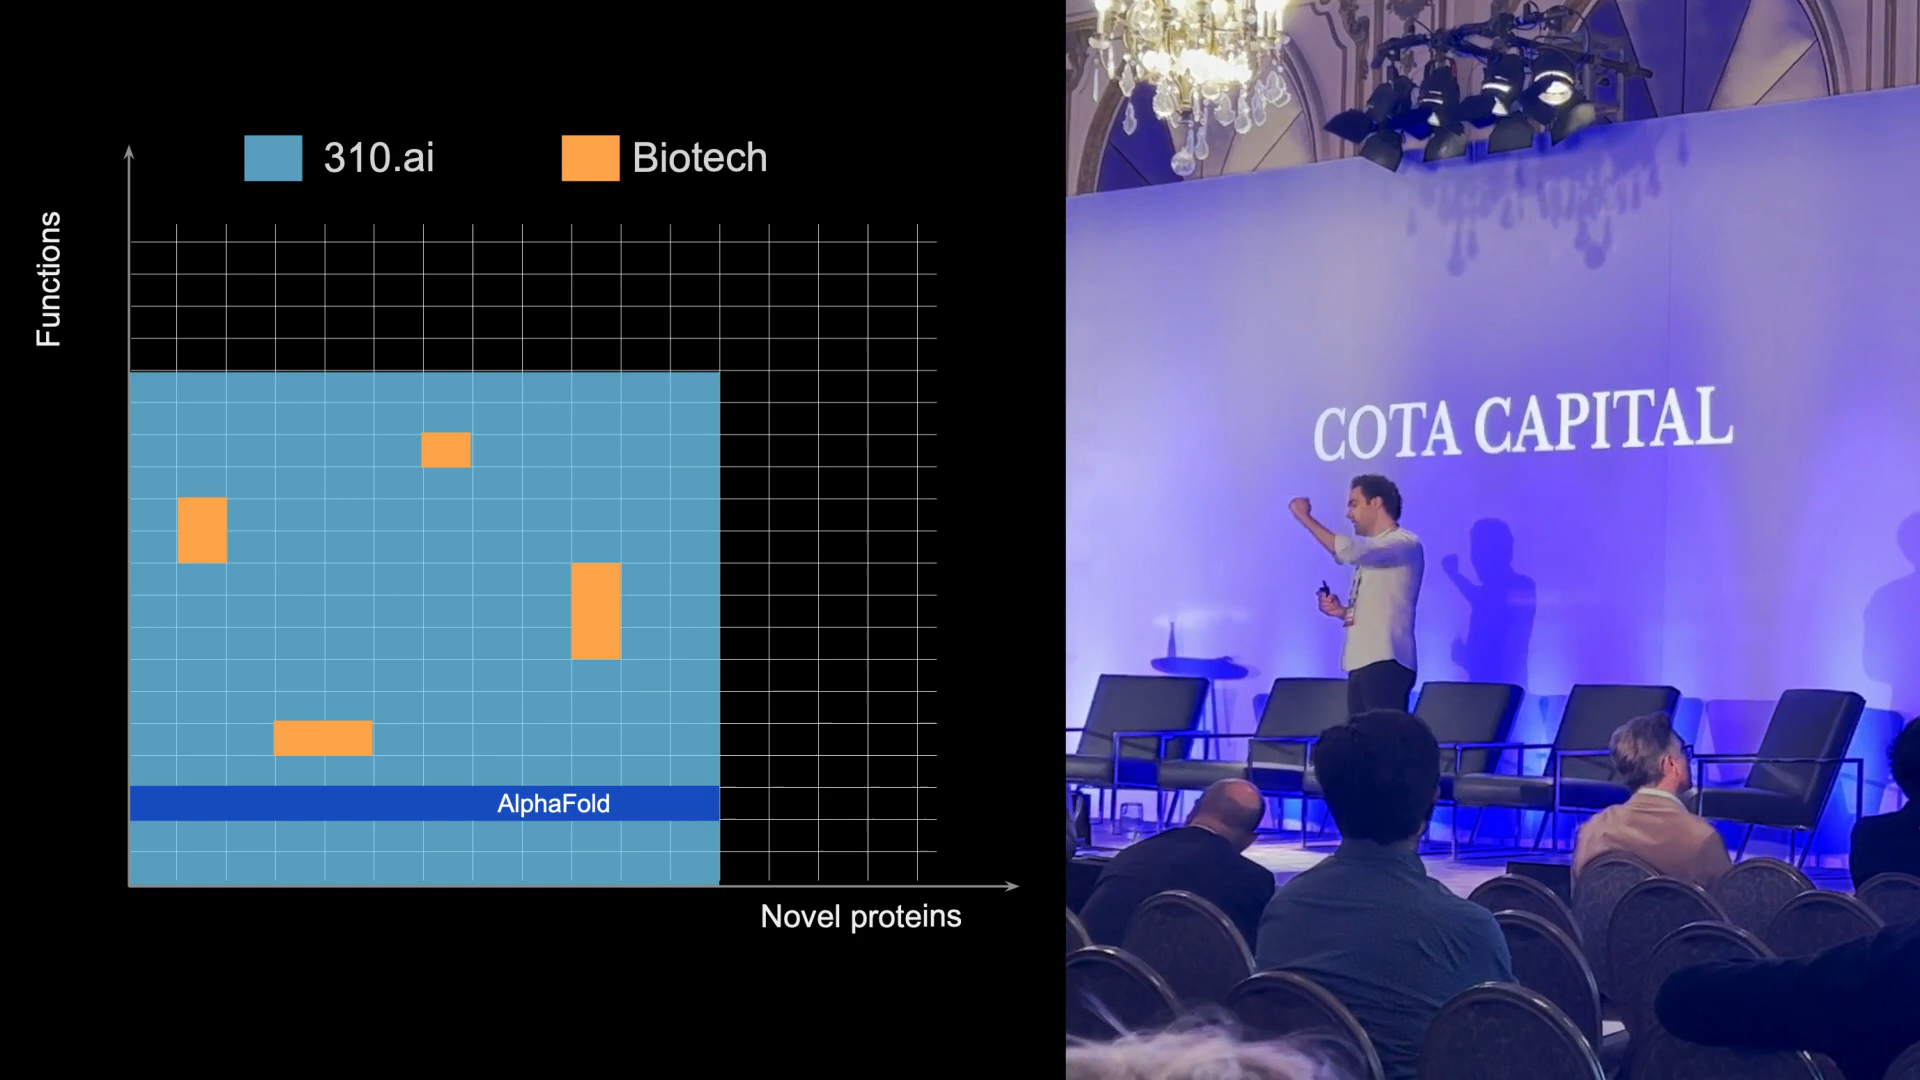 310.ai
Biotech
Functions
AlphaFold
Novel proteins
COTA CAPITAL